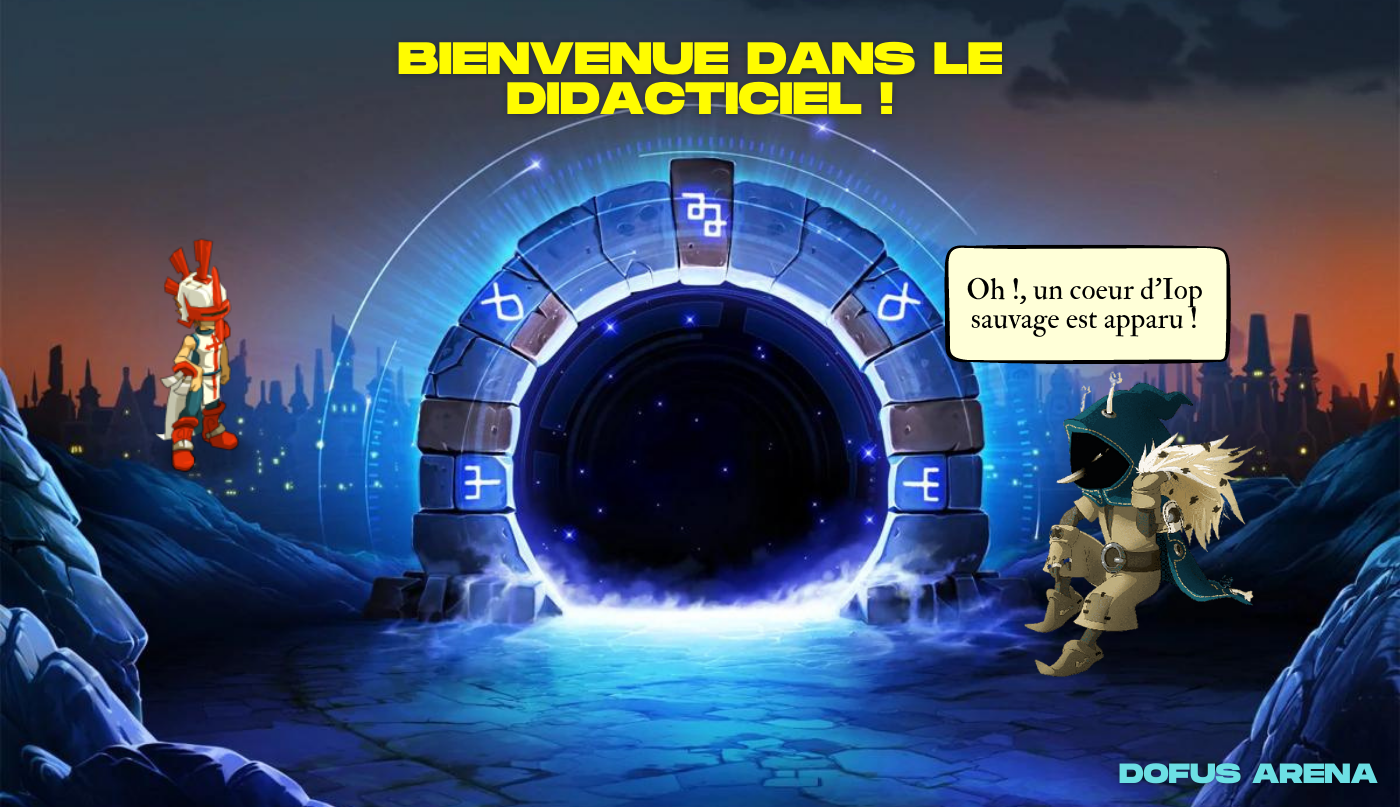 BIENVENUE DANS LE
DIDACTICIEL !
Oh !, un coeur d'Iop
sauvage est apparu !
DOFUS ARENA